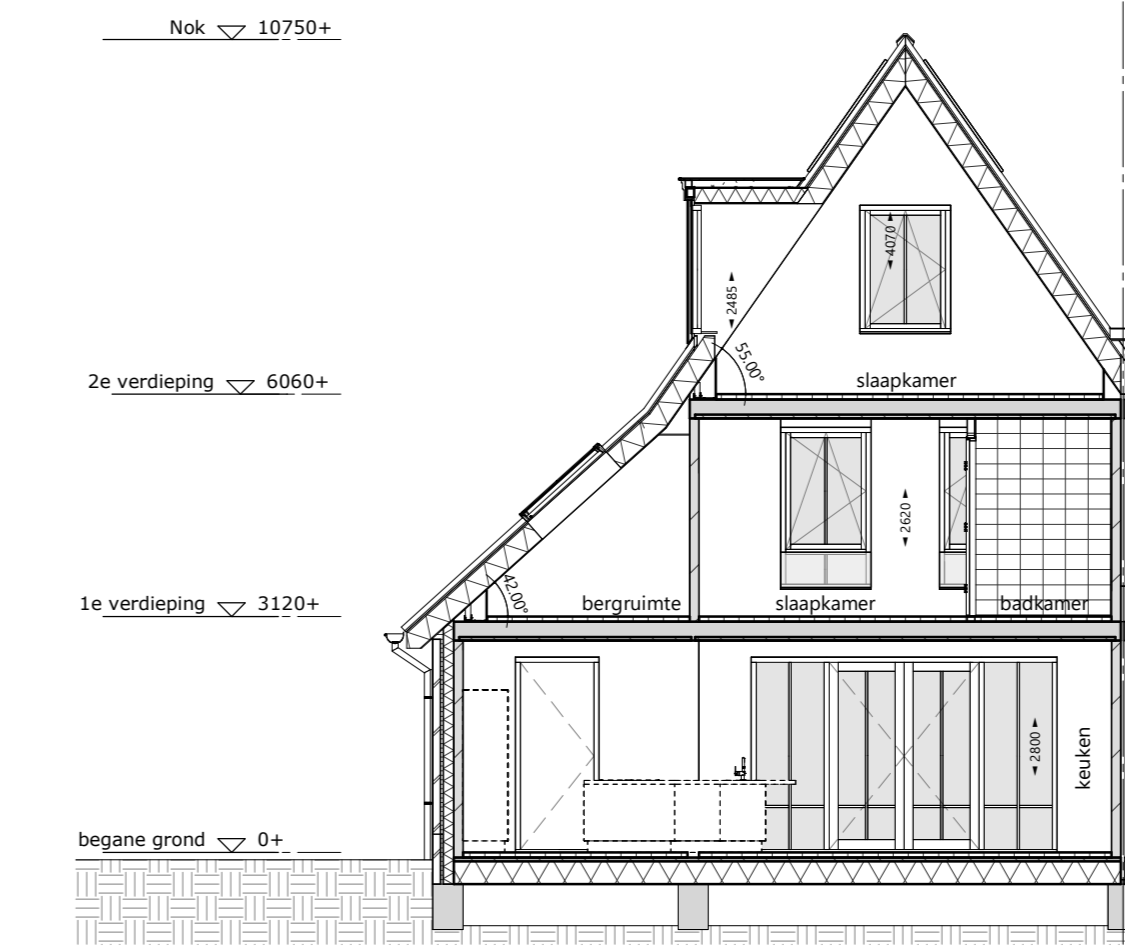 Nok 10750+
4070
2485
55.00°
2e verdieping 6060+
slaapkamer
2620
42.00°
1e verdieping 3120+
bergruimte
slaapkamer
badkamer
2800
keuken
begane grond 0+